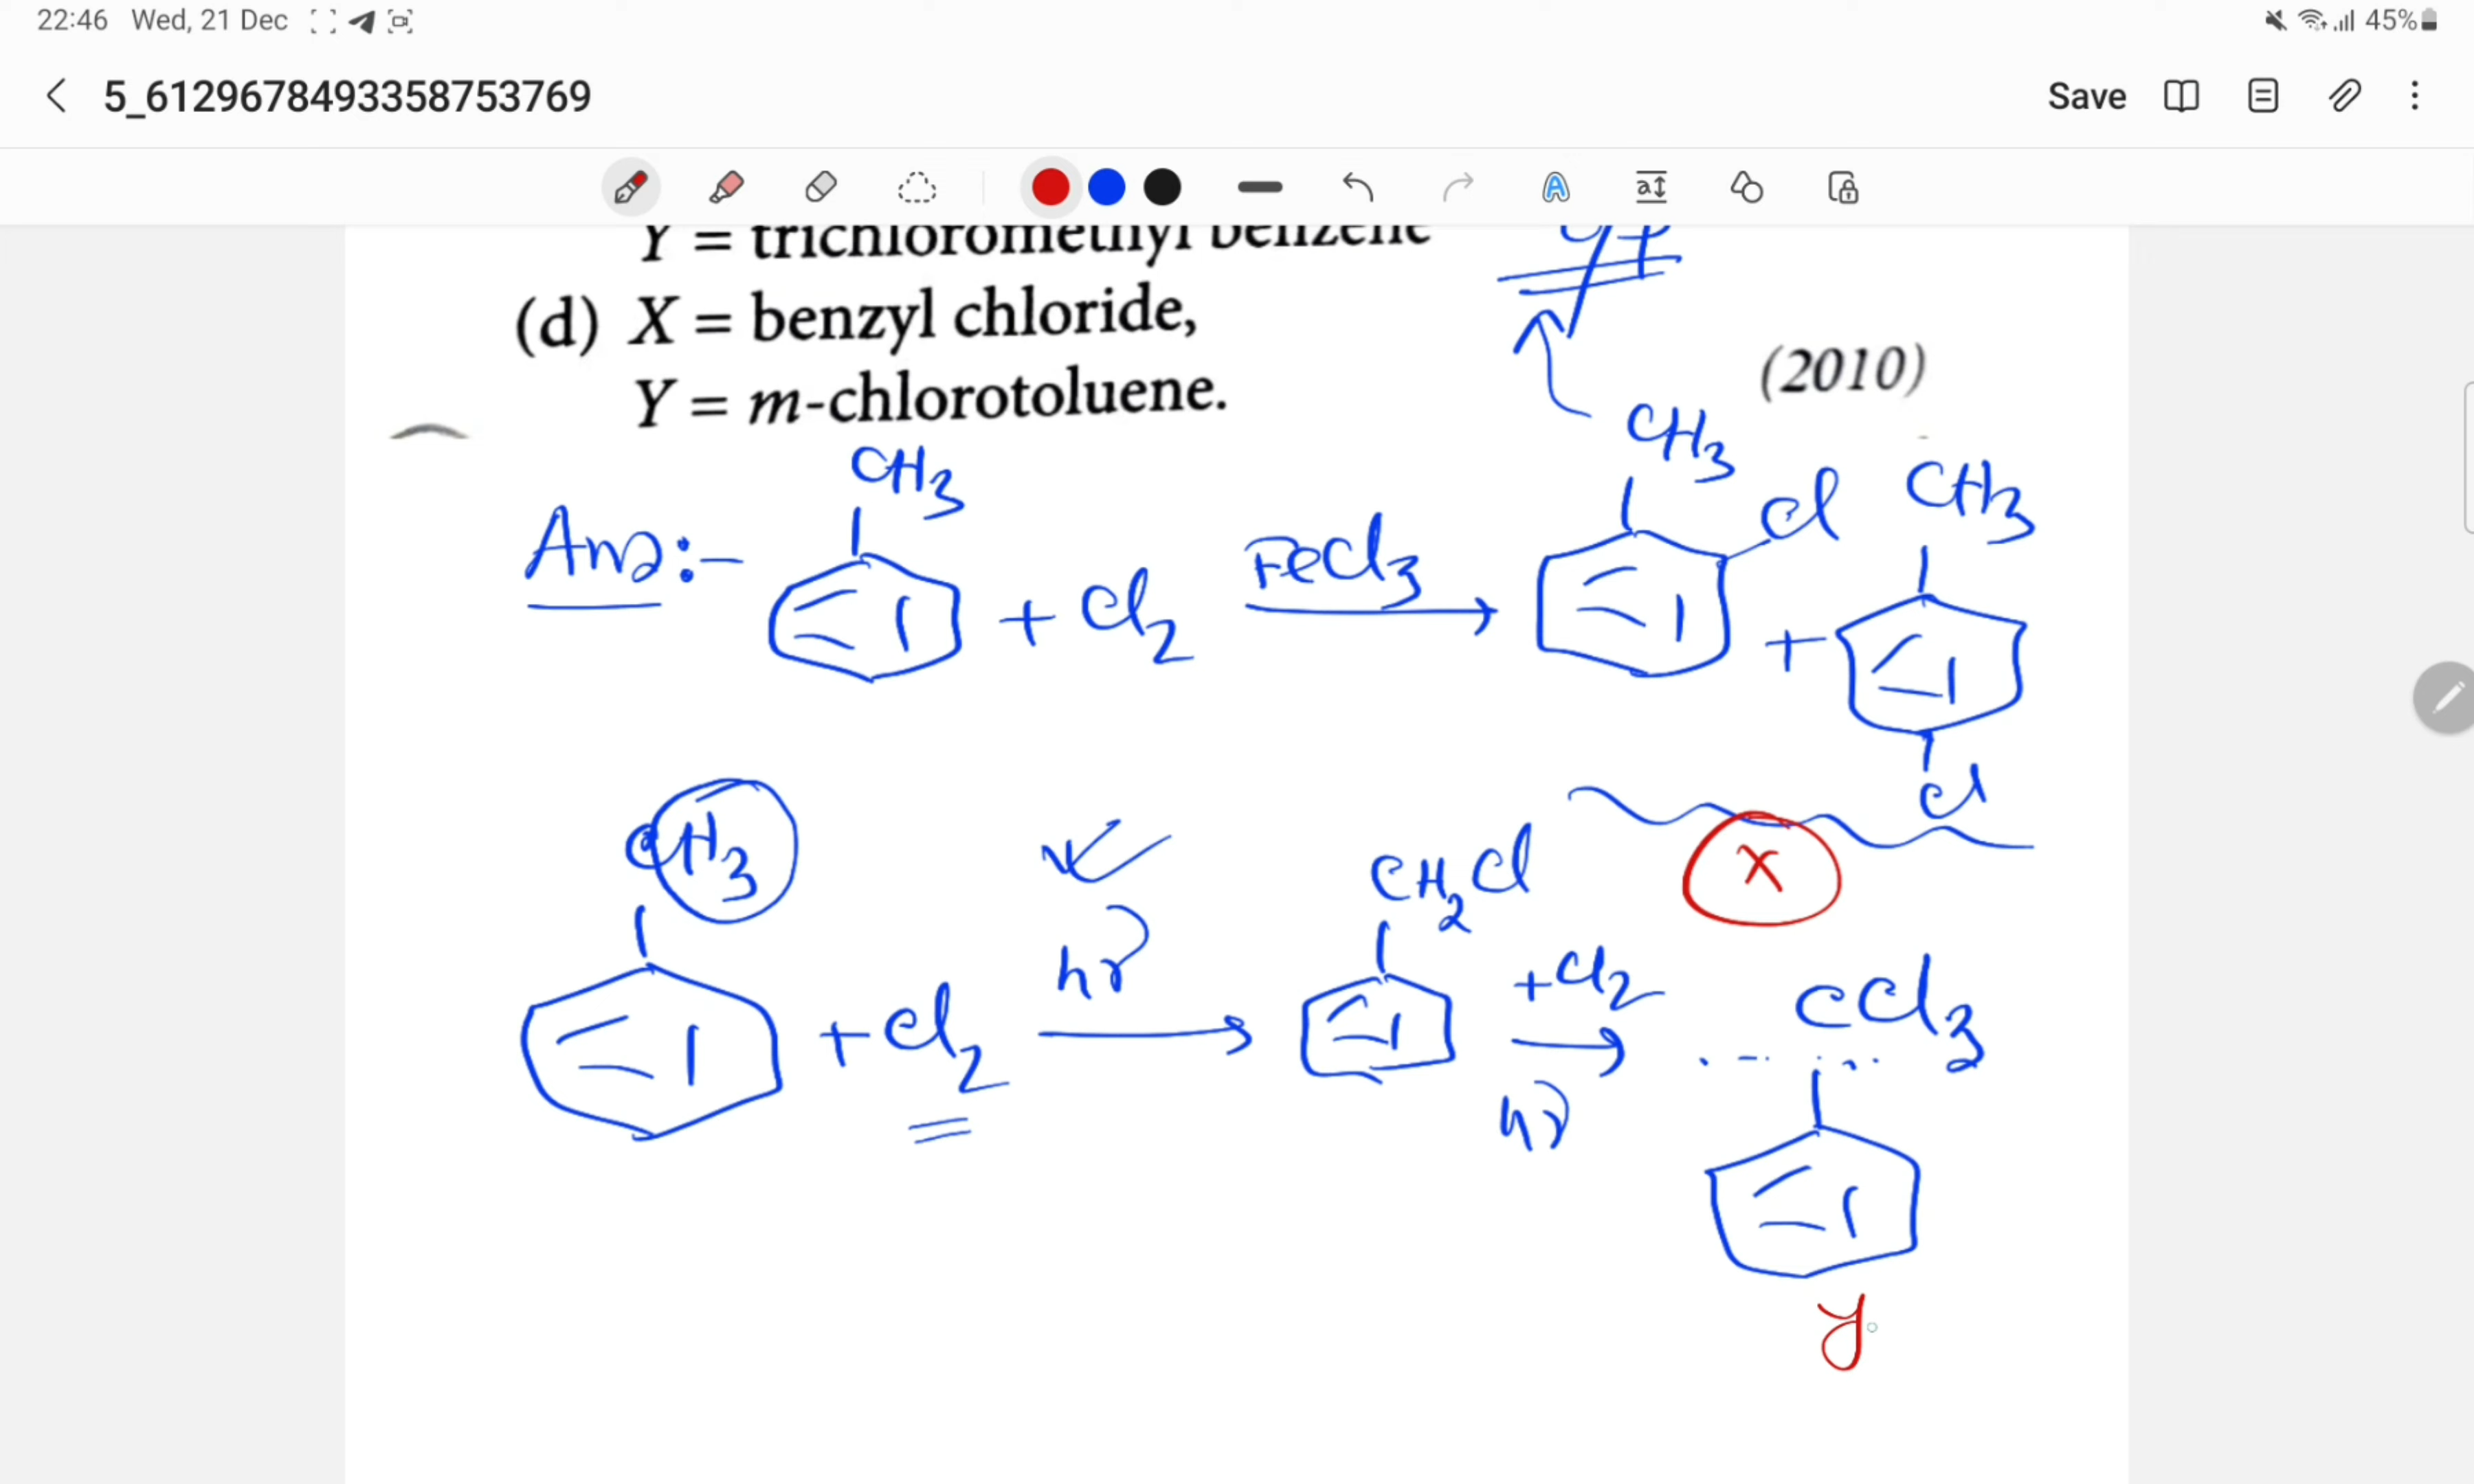 22:46 Wed, 21 Dec 45%
5_6129678493358753769 Save
Y = trichloromethyl benzene
(d) X = benzyl chloride,
(2010)
Y = m-chlorotoluene.
CH3 CH3
Ans:- + Cl2 FeCl3 Cl CH3
+
Cl
CH3 CH2Cl X
+ Cl2 hν +Cl2 CCl3
hν
y